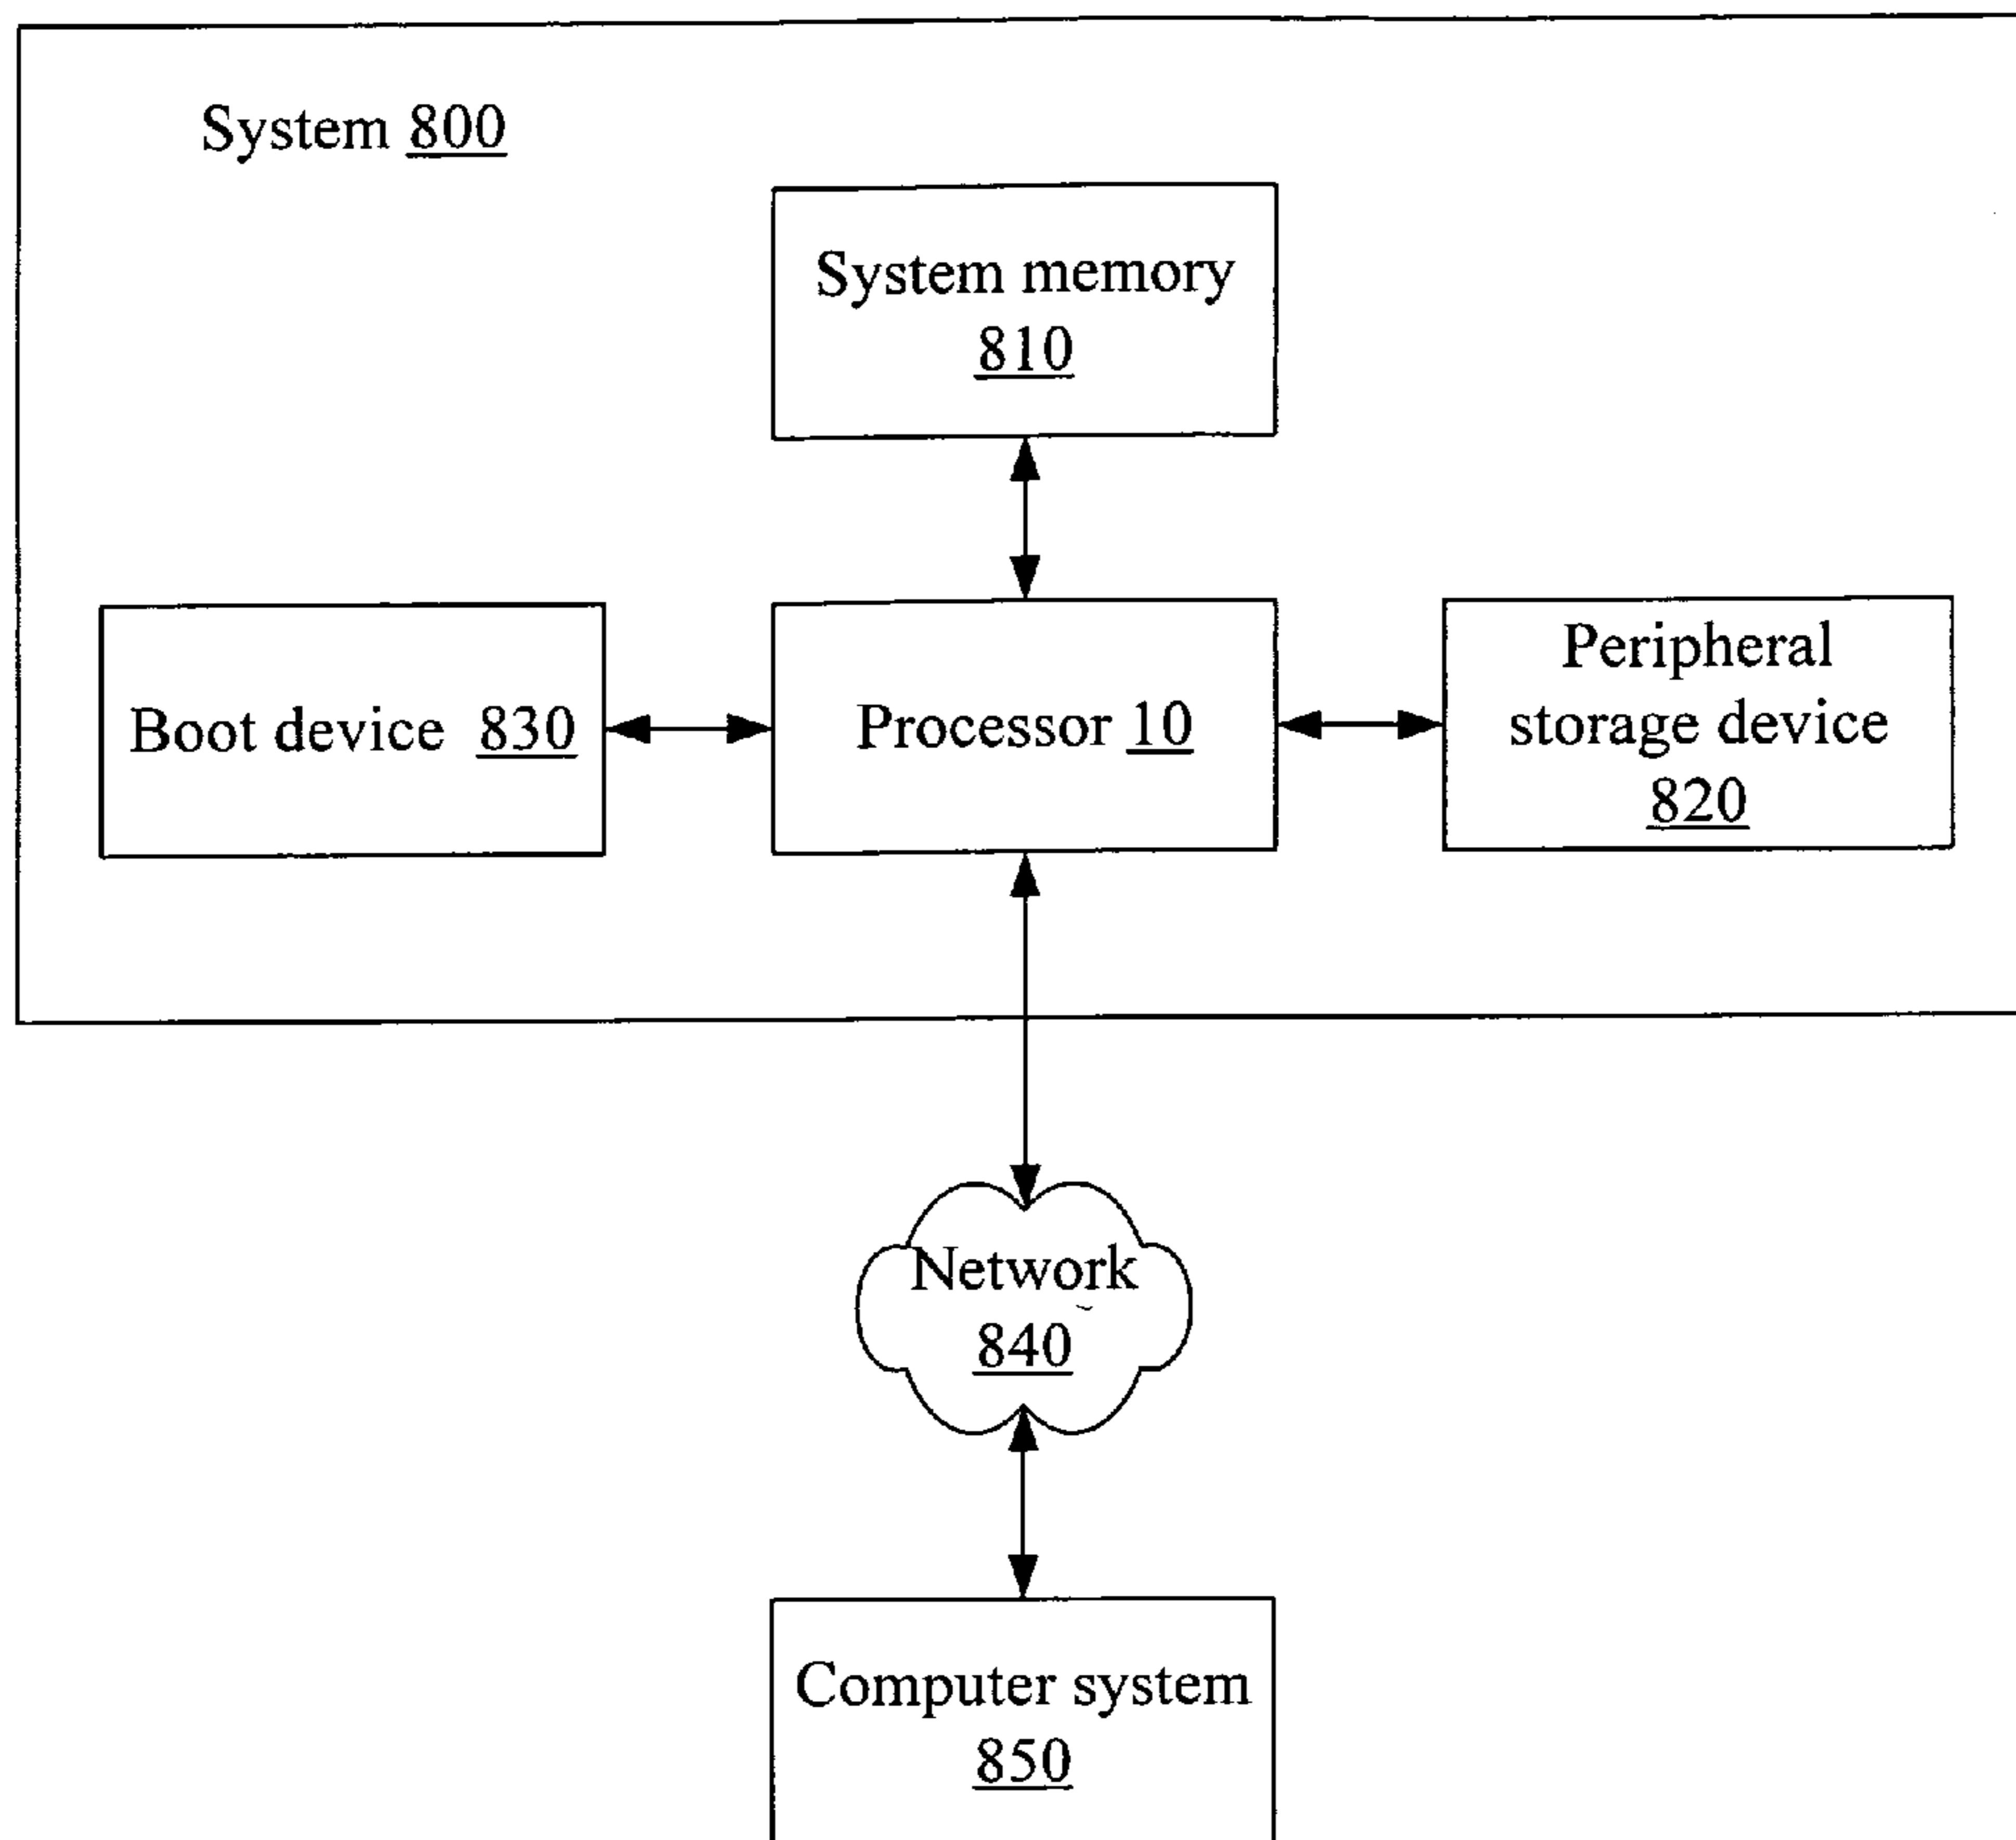 System 800
System memory
810
Boot device 830
Processor 10
Peripheral
storage device
820
Network
840
Computer system
850